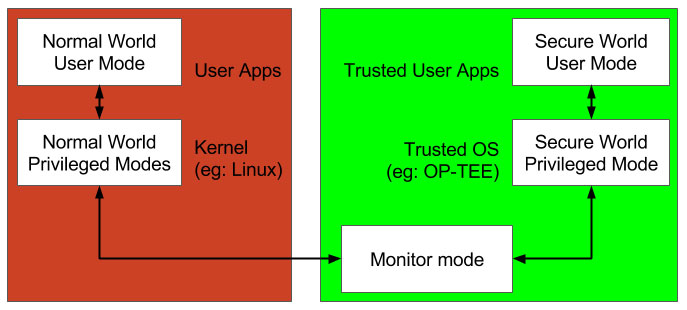 Normal World
User Mode
User Apps
Normal World
Privileged Modes
Kernel
(eg: Linux)
Trusted User Apps
Secure World
User Mode
Trusted OS
(eg: OP-TEE)
Secure World
Privileged Mode
Monitor mode